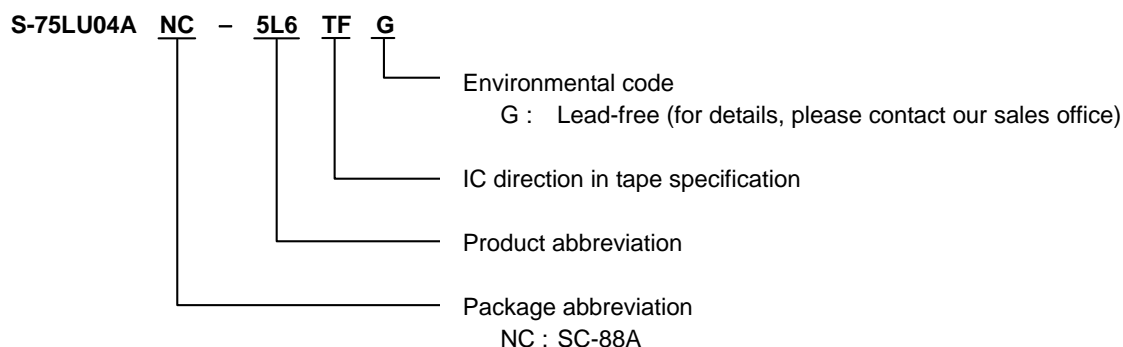 S-75LU04A NC – 5L6 TF G
Environmental code
G : Lead-free (for details, please contact our sales office)
IC direction in tape specification
Product abbreviation
Package abbreviation
NC : SC-88A